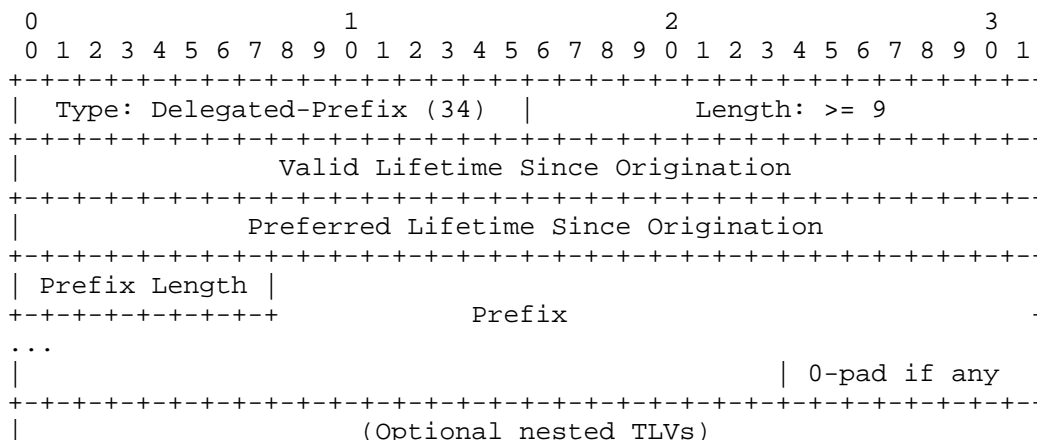 0                   1                   2                   3
 0 1 2 3 4 5 6 7 8 9 0 1 2 3 4 5 6 7 8 9 0 1 2 3 4 5 6 7 8 9 0 1
+-+-+-+-+-+-+-+-+-+-+-+-+-+-+-+-+-+-+-+-+-+-+-+-+-+-+-+-+-+-+-+-
|  Type: Delegated-Prefix (34)  |          Length: >= 9
+-+-+-+-+-+-+-+-+-+-+-+-+-+-+-+-+-+-+-+-+-+-+-+-+-+-+-+-+-+-+-+-
|                Valid Lifetime Since Origination
+-+-+-+-+-+-+-+-+-+-+-+-+-+-+-+-+-+-+-+-+-+-+-+-+-+-+-+-+-+-+-+-
|              Preferred Lifetime Since Origination
+-+-+-+-+-+-+-+-+-+-+-+-+-+-+-+-+-+-+-+-+-+-+-+-+-+-+-+-+-+-+-+-
| Prefix Length |
+-+-+-+-+-+-+-+-+            Prefix                             -
...
|                                               | 0-pad if any
+-+-+-+-+-+-+-+-+-+-+-+-+-+-+-+-+-+-+-+-+-+-+-+-+-+-+-+-+-+-+-+-
|                     (Optional nested TLVs)